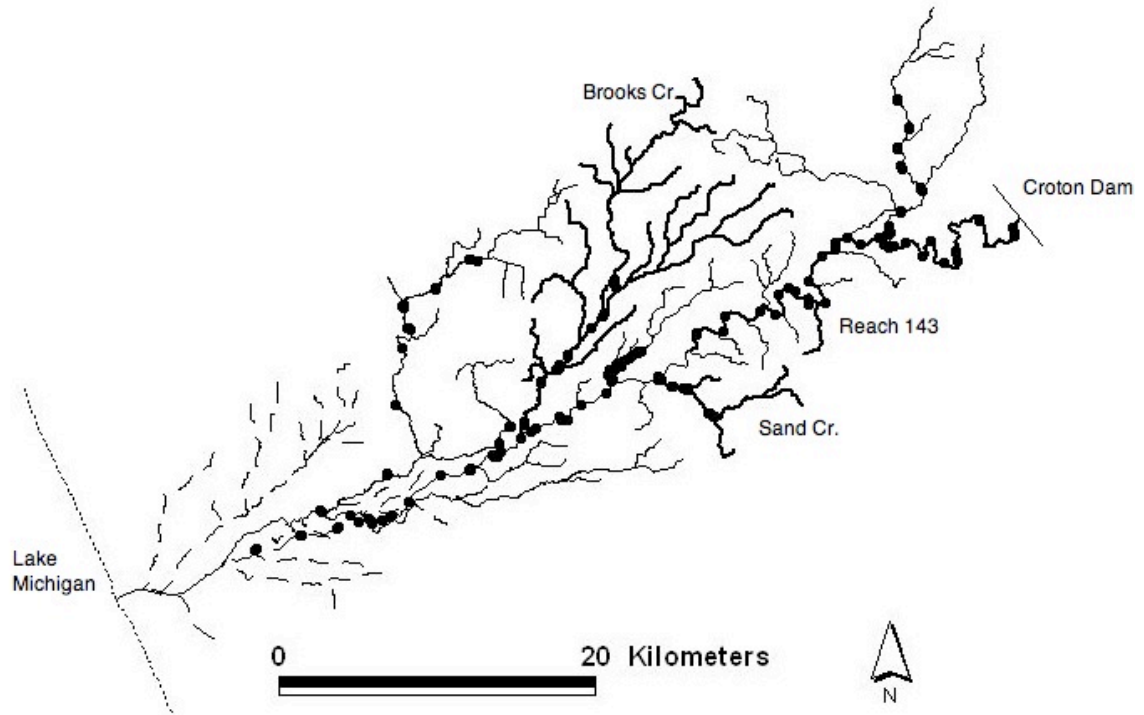 Brooks Cr.
Croton Dam
Reach 143
Sand Cr.
Lake
Michigan
0 20 Kilometers
N